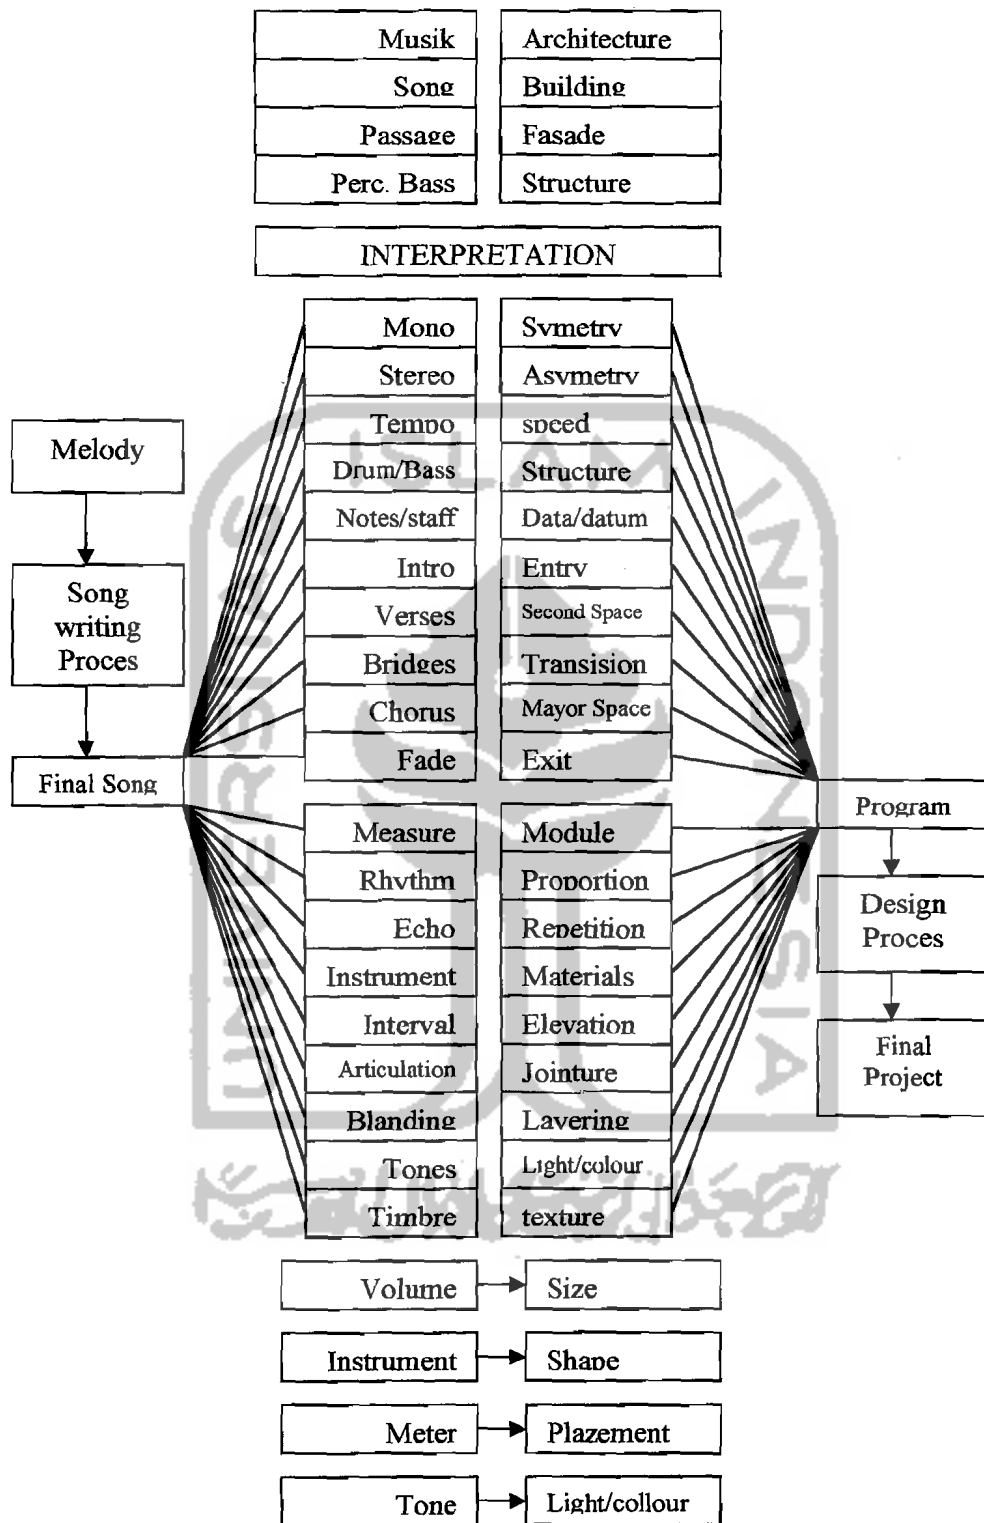 Musik Architecture
Song Building
Passage Fasade
Perc. Bass Structure
INTERPRETATION
Mono Symetry
Stereo Asymetry
Tempo speed
Drum/Bass Structure
Notes/staff Data/datum
Intro Entry
Verses Second Space
Bridges Transision
Chorus Mayor Space
Fade Exit
Melody
Song
writing
Proces
Final Song
Measure Module
Rhythm Proportion
Echo Repetition
Instrument Materials
Interval Elevation
Articulation Jointure
Blanding Layering
Tones Light/colour
Timbre texture
Program
Design
Proces
Final
Project
Volume Size
Instrument Shape
Meter Plazement
Tone Light/collour
UNIVERSITAS ISLAM INDONESIA